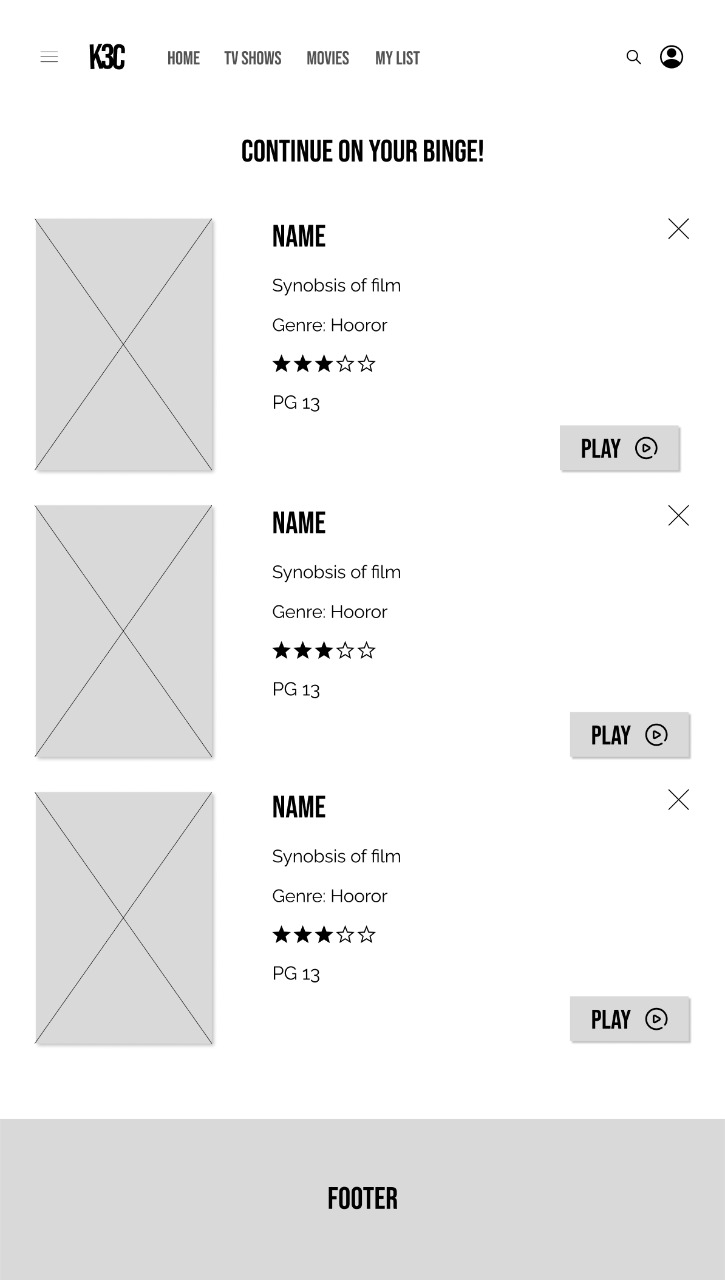 K3C HOME TV SHOWS MOVIES MY LIST
CONTINUE ON YOUR BINGE!
NAME
Synobsis of film
Genre: Hooror
PG 13
PLAY
NAME
Synobsis of film
Genre: Hooror
PG 13
PLAY
NAME
Synobsis of film
Genre: Hooror
PG 13
PLAY
FOOTER